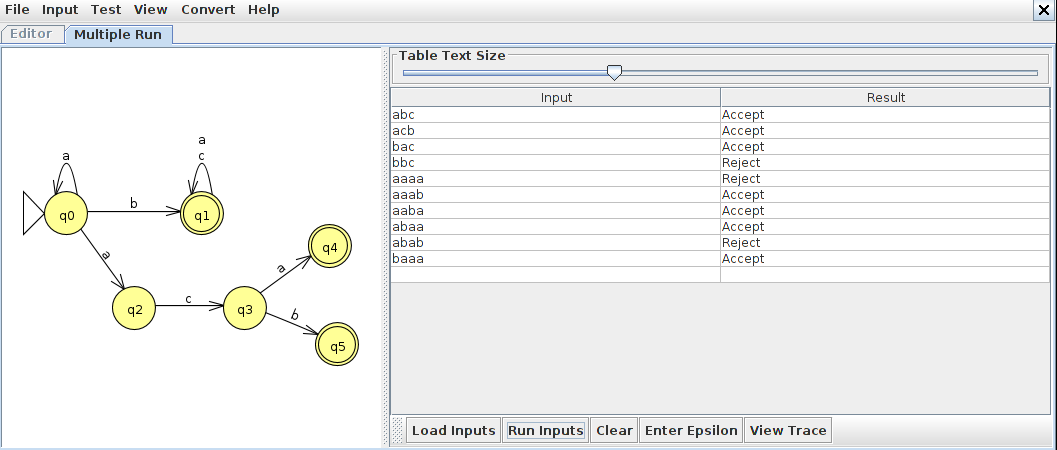 File Input Test View Convert Help
Editor Multiple Run
Table Text Size
Input Result
abc Accept
acb Accept
bac Accept
bbc Reject
aaaa Reject
aaab Accept
aaba Accept
abaa Accept
abab Reject
baaa Accept
a
a
c
q0
b
q1
a
q2
c
q3
a
q4
b
q5
Load Inputs Run Inputs Clear Enter Epsilon View Trace